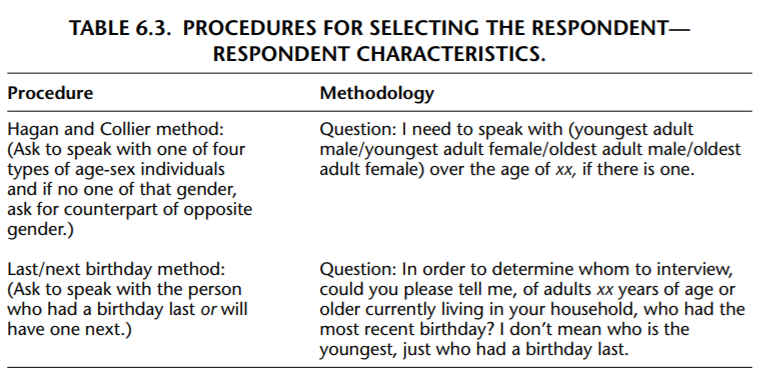 TABLE 6.3. PROCEDURES FOR SELECTING THE RESPONDENT—
RESPONDENT CHARACTERISTICS.
Procedure
Methodology
Hagan and Collier method:
(Ask to speak with one of four
types of age-sex individuals
and if no one of that gender,
ask for counterpart of opposite
gender.)
Question: I need to speak with (youngest adult
male/youngest adult female/oldest adult male/oldest
adult female) over the age of xx, if there is one.
Last/next birthday method:
(Ask to speak with the person
who had a birthday last or will
have one next.)
Question: In order to determine whom to interview,
could you please tell me, of adults xx years of age or
older currently living in your household, who had the
most recent birthday? I don’t mean who is the
youngest, just who had a birthday last.